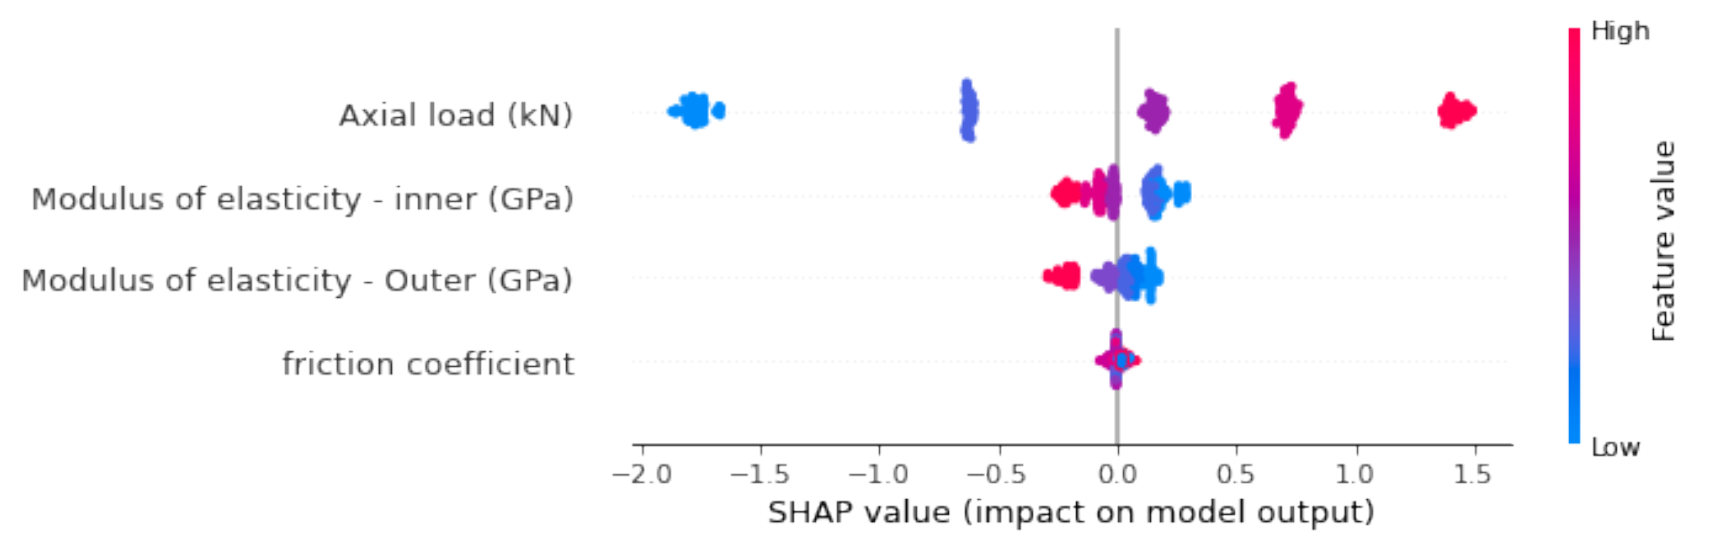 High
Axial load (kN)
Modulus of elasticity - inner (GPa)
Modulus of elasticity - Outer (GPa)
friction coefficient
Feature value
Low
−2.0 −1.5 −1.0 −0.5 0.0 0.5 1.0 1.5
SHAP value (impact on model output)